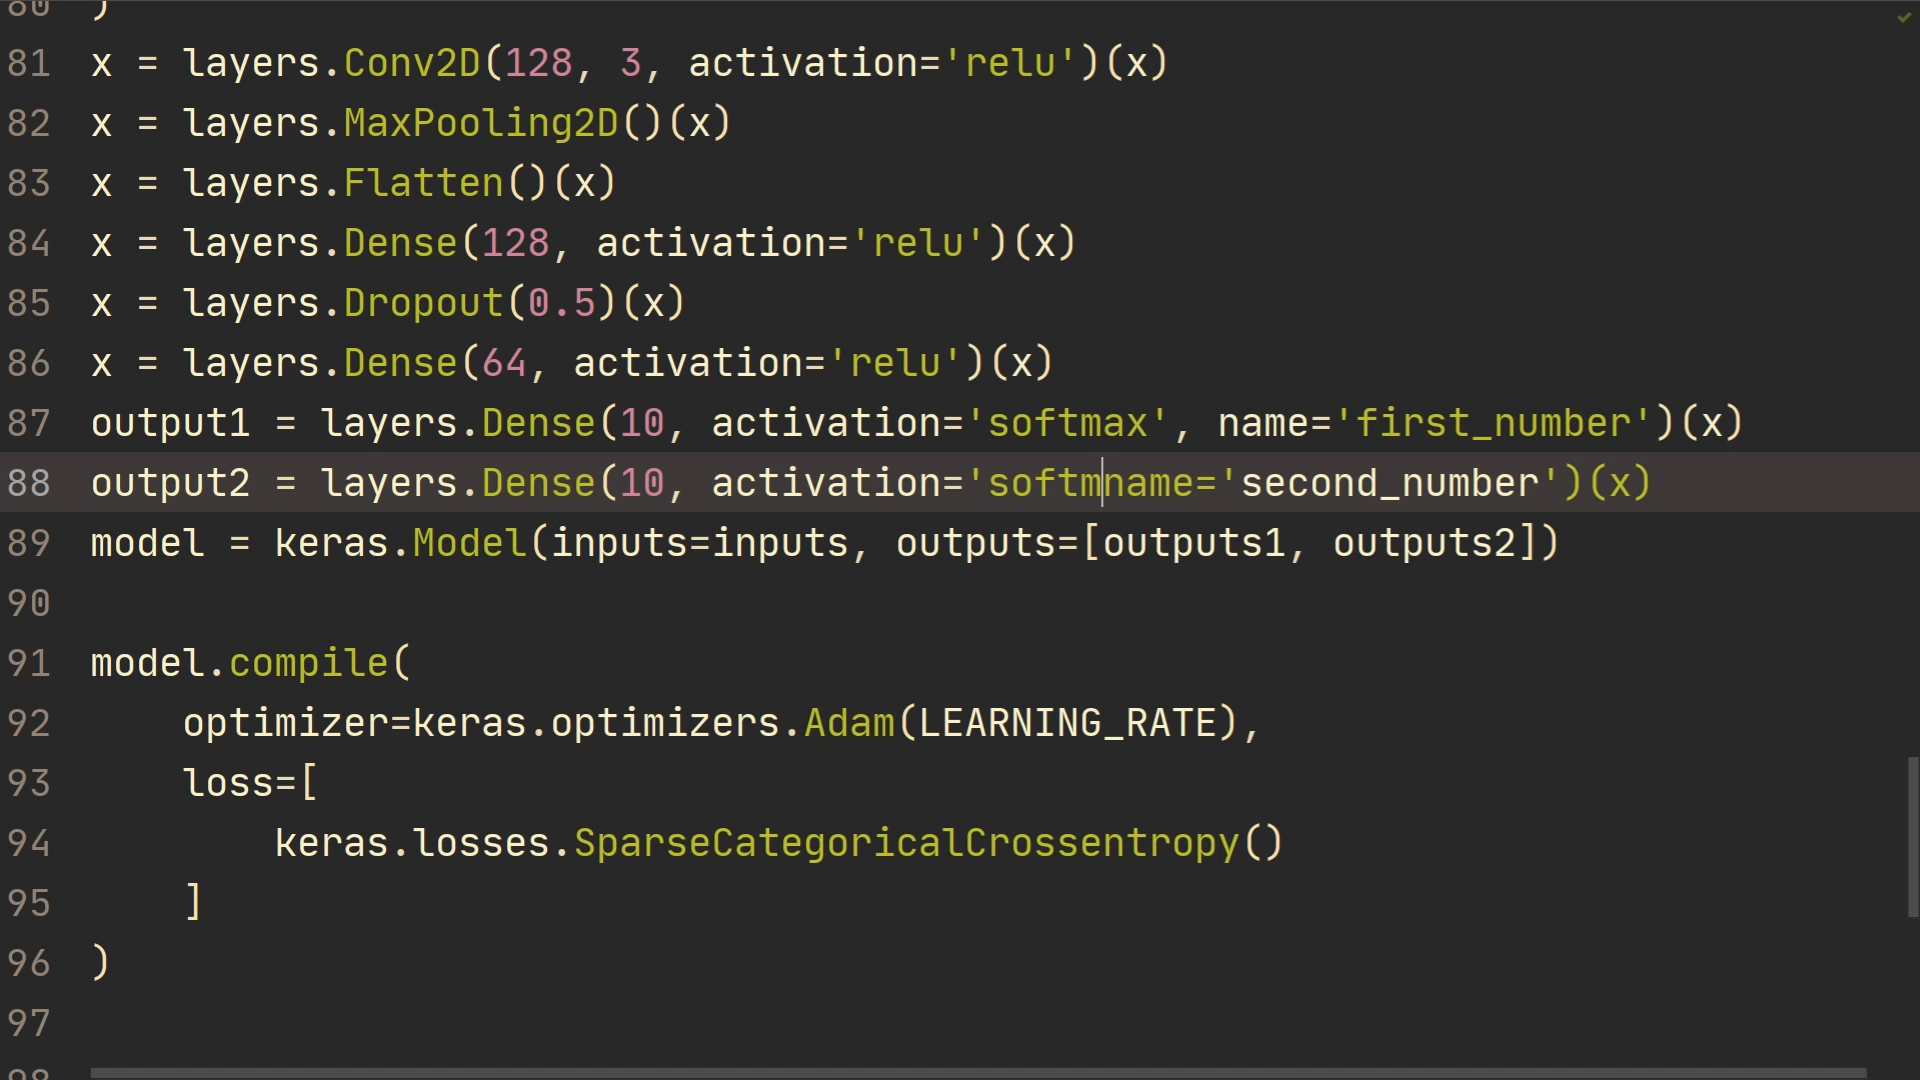 80 )
81 x = layers.Conv2D(128, 3, activation='relu')(x)
82 x = layers.MaxPooling2D()(x)
83 x = layers.Flatten()(x)
84 x = layers.Dense(128, activation='relu')(x)
85 x = layers.Dropout(0.5)(x)
86 x = layers.Dense(64, activation='relu')(x)
87 output1 = layers.Dense(10, activation='softmax', name='first_number')(x)
88 output2 = layers.Dense(10, activation='softmname='second_number')(x)
89 model = keras.Model(inputs=inputs, outputs=[outputs1, outputs2])
90
91 model.compile(
92     optimizer=keras.optimizers.Adam(LEARNING_RATE),
93     loss=[
94         keras.losses.SparseCategoricalCrossentropy()
95     ]
96 )
97
98